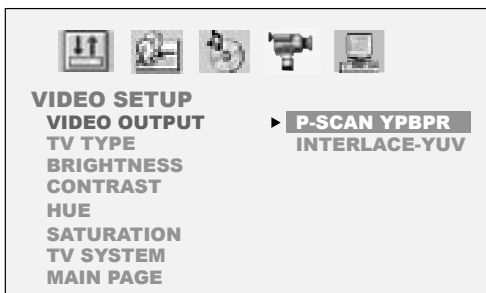 VIDEO SETUP
VIDEO OUTPUT
P-SCAN YPBPR
TV TYPE
INTERLACE-YUV
BRIGHTNESS
CONTRAST
HUE
SATURATION
TV SYSTEM
MAIN PAGE